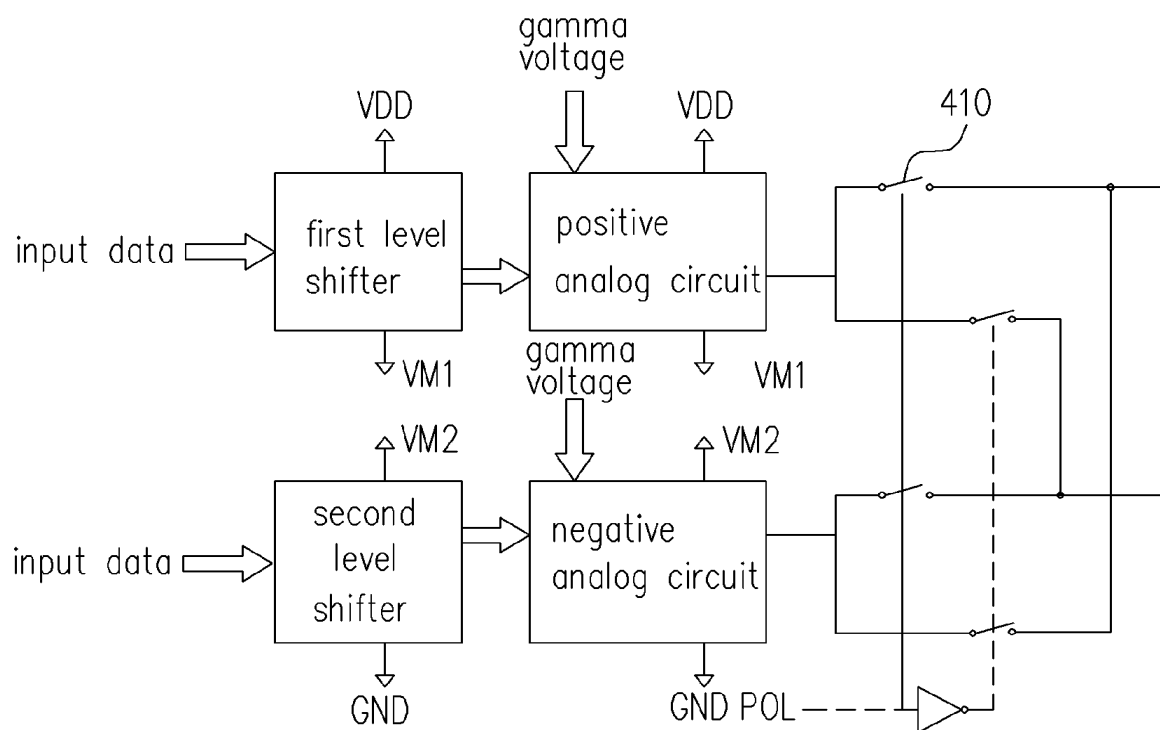 gamma
voltage
VDD
VDD
410
input data
first level
shifter
positive
analog circuit
VM1
gamma
voltage
VM1
VM2
VM2
input data
second
level
shifter
negative
analog circuit
GND
GND
POL